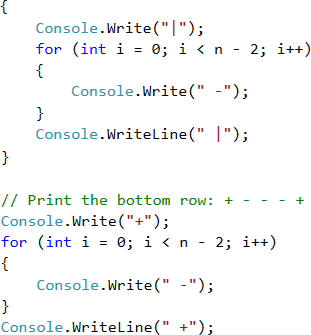 {
    Console.Write("|");
    for (int i = 0; i < n - 2; i++)
    {
        Console.Write(" -");
    }
    Console.WriteLine(" |");
}

// Print the bottom row: + - - - +
Console.Write("+");
for (int i = 0; i < n - 2; i++)
{
    Console.Write(" -");
}
Console.WriteLine(" +");